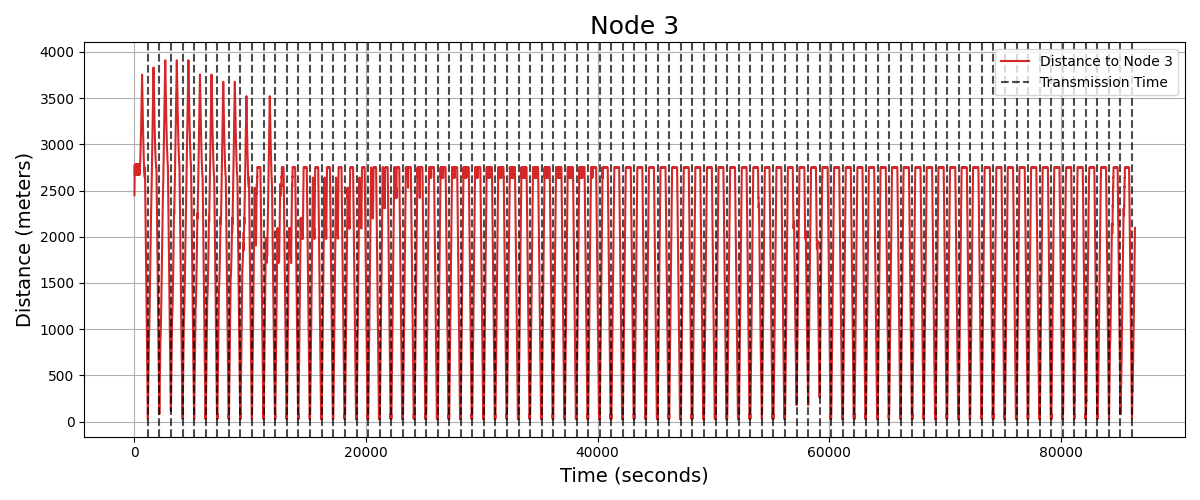 Node 3
Distance to Node 3
Transmission Time
Distance (meters)
4000
3500
3000
2500
2000
1500
1000
500
0
0 20000 40000 60000 80000
Time (seconds)